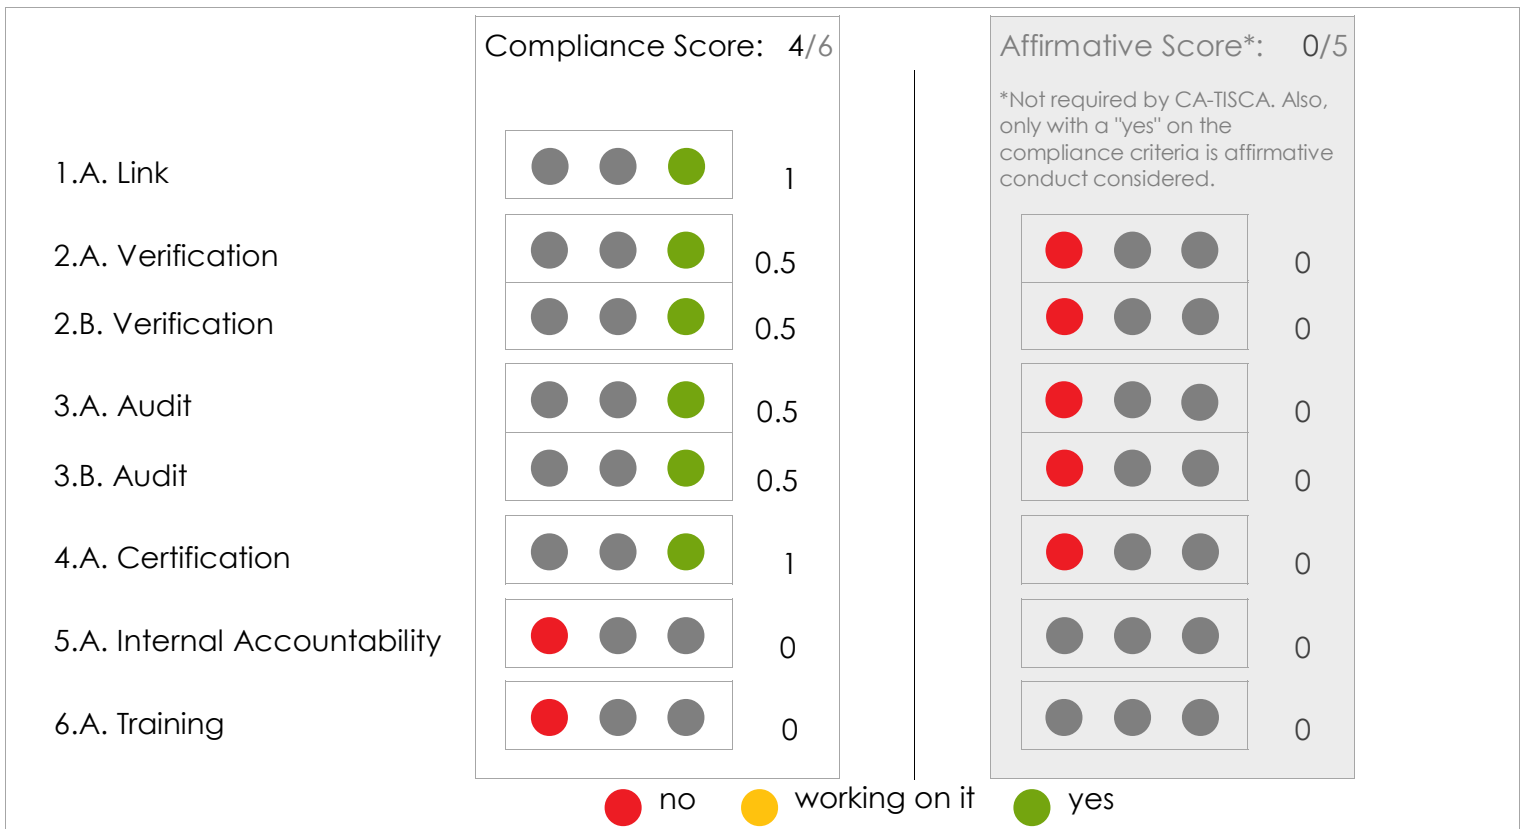 Compliance Score: 4/6
Affirmative Score*: 0/5
*Not required by CA-TISCA. Also,
only with a "yes" on the
compliance criteria is affirmative
conduct considered.
1.A. Link 1
2.A. Verification 0.5 0
2.B. Verification 0.5 0
3.A. Audit 0.5 0
3.B. Audit 0.5 0
4.A. Certification 1 0
5.A. Internal Accountability 0 0
6.A. Training 0 0
no working on it yes